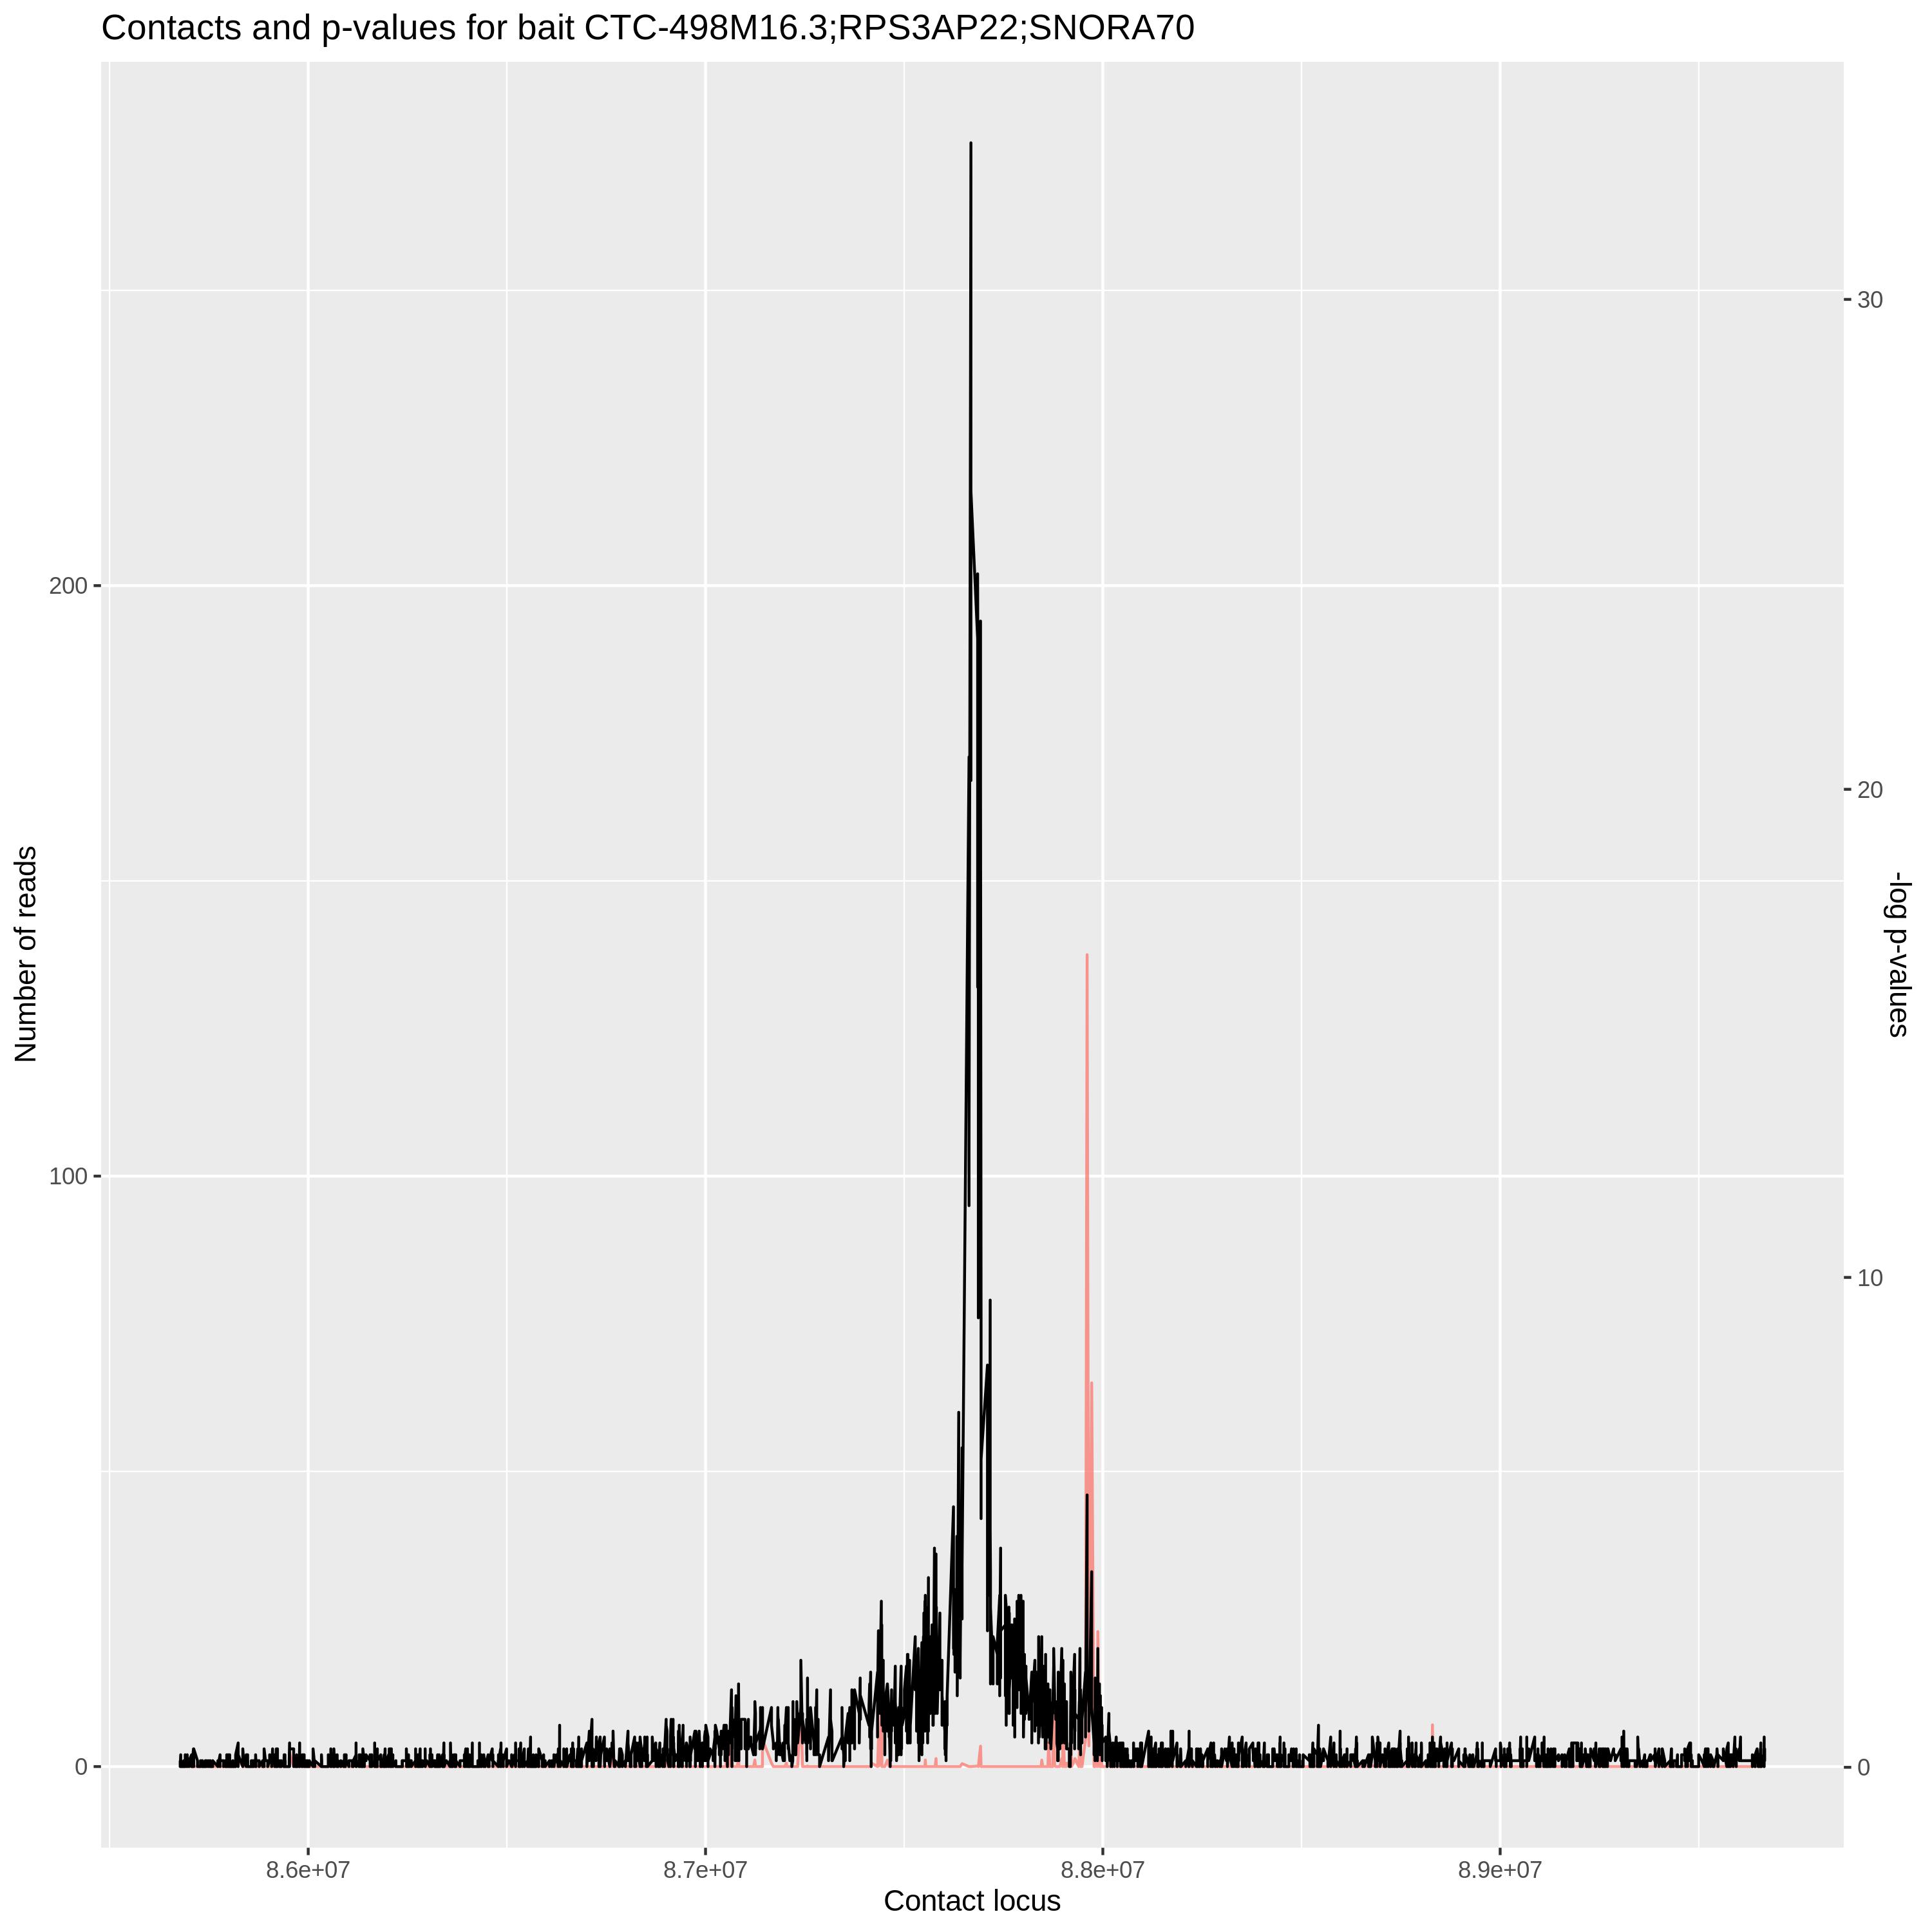 Contacts and p-values for bait CTC-498M16.3;RPS3AP22;SNORA70
Number of reads
200
100
0
30
20
10
0
-log p-values
8.6e+07 8.7e+07 8.8e+07 8.9e+07
Contact locus